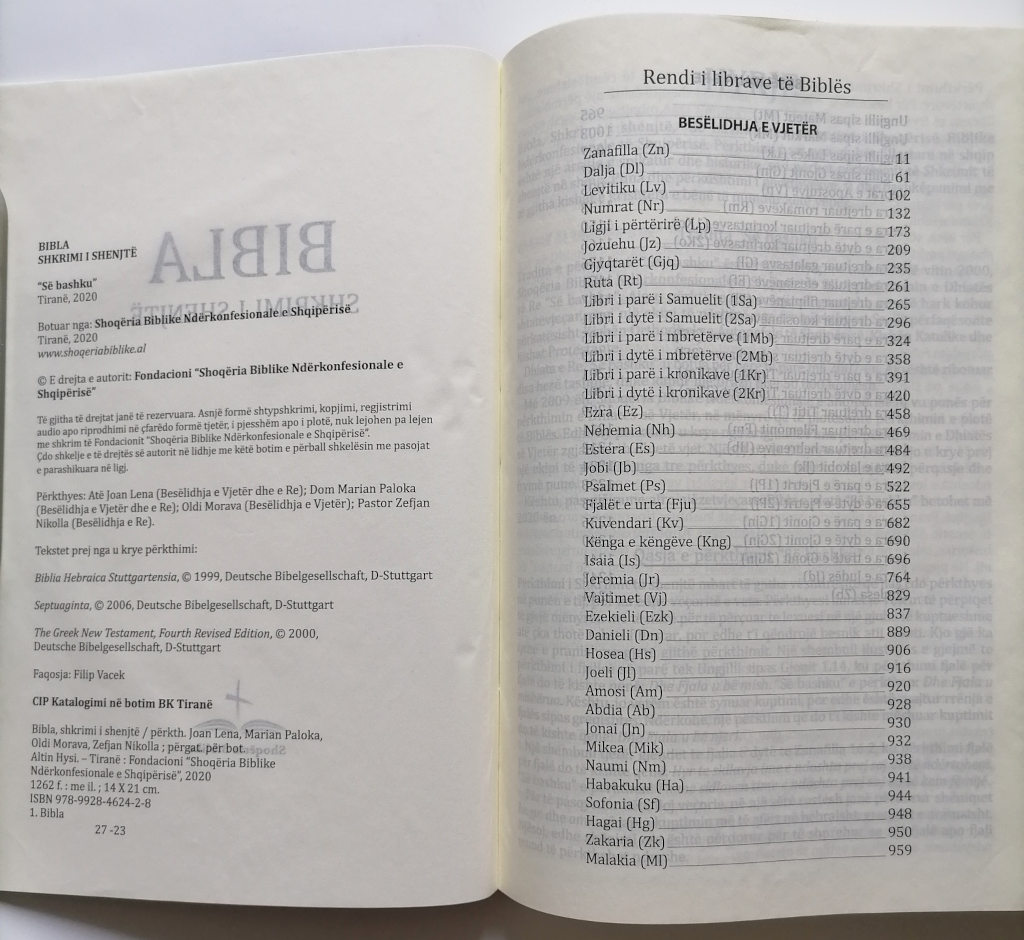 BIBLA
SHKRIMI I SHENJTË
“Së bashku”
Tiranë, 2020
Botuar nga: Shoqëria Biblike Ndërkonfesionale e Shqipërisë
Tiranë, 2020
www.shoqeriabiblike.al
© E drejta e autorit: Fondacioni “Shoqëria Biblike Ndërkonfesionale e
Shqipërisë”
Të gjitha të drejtat janë të rezervuara. Asnjë formë shtypshkrimi, kopjimi, regjistrimi
audio apo riprodhimi në çfarëdo formë tjetër, i pjesshëm apo i plotë, nuk lejohen pa lejen
me shkrim të Fondacionit “Shoqëria Biblike Ndërkonfesionale e Shqipërisë”.
Çdo shkelje e të drejtës së autorit në lidhje me këtë botim e përball shkelësin me pasojat
e parashikuara në ligj.
Përkthyes: Atë Joan Lena (Besëlidhja e Vjetër dhe e Re); Dom Marian Paloka
(Besëlidhja e Vjetër dhe e Re); Oldi Morava (Besëlidhja e Vjetër); Pastor Zefjan
Nikolla (Besëlidhja e Re).
Tekstet prej nga u krye përkthimi:
Biblia Hebraica Stuttgartensia, © 1999, Deutsche Bibelgesellschaft, D-Stuttgart
Septuaginta, © 2006, Deutsche Bibelgesellschaft, D-Stuttgart
The Greek New Testament, Fourth Revised Edition, © 2000,
Deutsche Bibelgesellschaft, D-Stuttgart
Faqosja: Filip Vacek
CIP Katalogimi në botim BK Tiranë
Bibla, shkrimi i shenjtë / përkth. Joan Lena, Marian Paloka,
Oldi Morava, Zefjan Nikolla ; përgat. për bot.
Altin Hysi. – Tiranë : Fondacioni “Shoqëria Biblike
Ndërkonfesionale e Shqipërisë”, 2020
1262 f. : me il. ; 14 X 21 cm.
ISBN 978-9928-4624-2-8
1. Bibla
27 -23
Rendi i librave të Biblës
BESËLIDHJA E VJETËR
Zanafilla (Zn) 11
Dalja (Dl) 61
Levitiku (Lv) 102
Numrat (Nr) 132
Ligji i përtërirë (Lp) 173
Jozuehu (Jz) 209
Gjyqtarët (Gjq) 235
Ruta (Rt) 261
Libri i parë i Samuelit (1Sa) 265
Libri i dytë i Samuelit (2Sa) 296
Libri i parë i mbretërve (1Mb) 324
Libri i dytë i mbretërve (2Mb) 358
Libri i parë i kronikave (1Kr) 391
Libri i dytë i kronikave (2Kr) 420
Ezra (Ez) 458
Nehemia (Nh) 469
Estera (Es) 484
Jobi (Jb) 492
Psalmet (Ps) 522
Fjalët e urta (Fju) 655
Kuvendari (Kv) 682
Kënga e këngëve (Kng) 690
Isaia (Is) 696
Jeremia (Jr) 764
Vajtimet (Vj) 829
Ezekieli (Ezk) 837
Danieli (Dn) 889
Hosea (Hs) 906
Joeli (Jl) 916
Amosi (Am) 920
Abdia (Ab) 928
Jonai (Jn) 930
Mikea (Mik) 932
Naumi (Nm) 938
Habakuku (Ha) 941
Sofonia (Sf) 944
Hagai (Hg) 948
Zakaria (Zk) 950
Malakia (Ml) 959